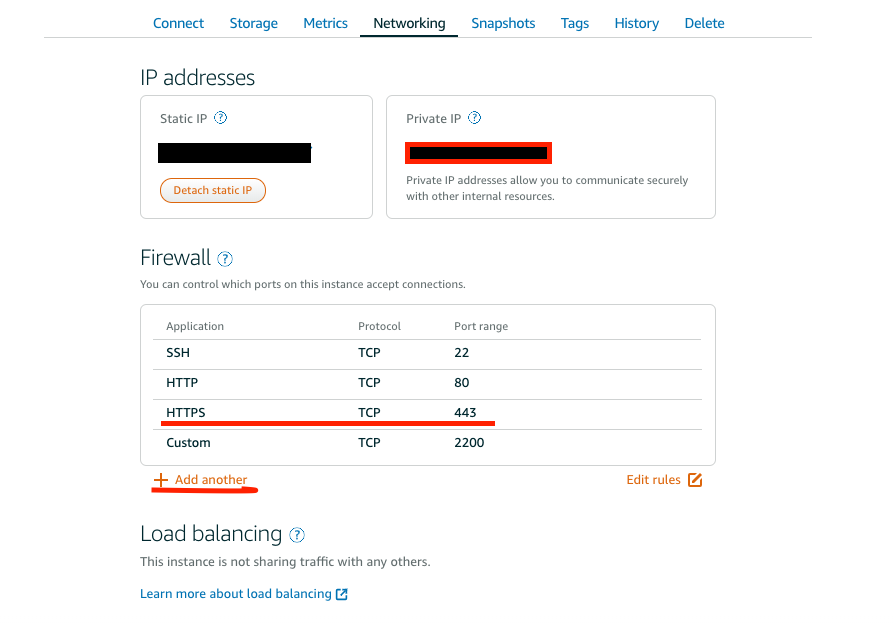 Connect Storage Metrics Networking Snapshots Tags History Delete
IP addresses
Static IP ?
Detach static IP
Private IP ?
Private IP addresses allow you to communicate securely
with other internal resources.
Firewall ?
You can control which ports on this instance accept connections.
Application Protocol Port range
SSH TCP 22
HTTP TCP 80
HTTPS TCP 443
Custom TCP 2200
+ Add another
Edit rules
Load balancing ?
This instance is not sharing traffic with any others.
Learn more about load balancing